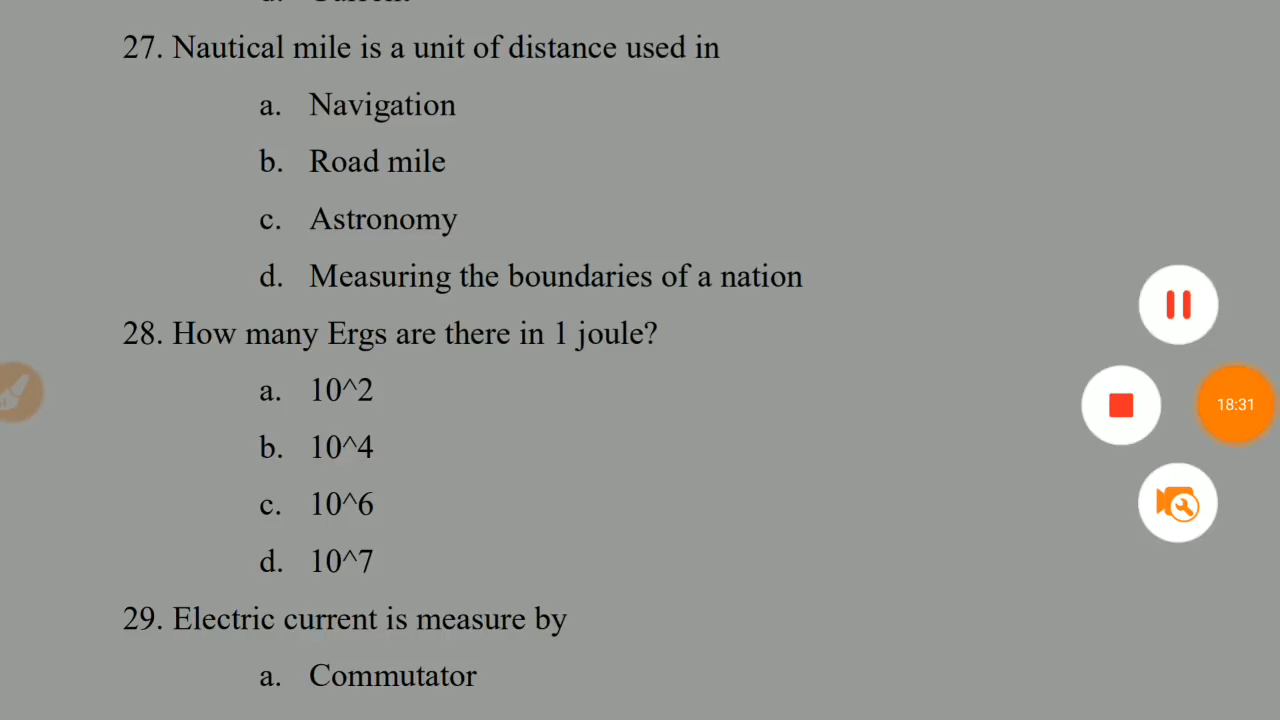 27. Nautical mile is a unit of distance used in
a. Navigation
b. Road mile
c. Astronomy
d. Measuring the boundaries of a nation
28. How many Ergs are there in 1 joule?
a. 10^2
b. 10^4
c. 10^6
d. 10^7
18:31
29. Electric current is measure by
a. Commutator